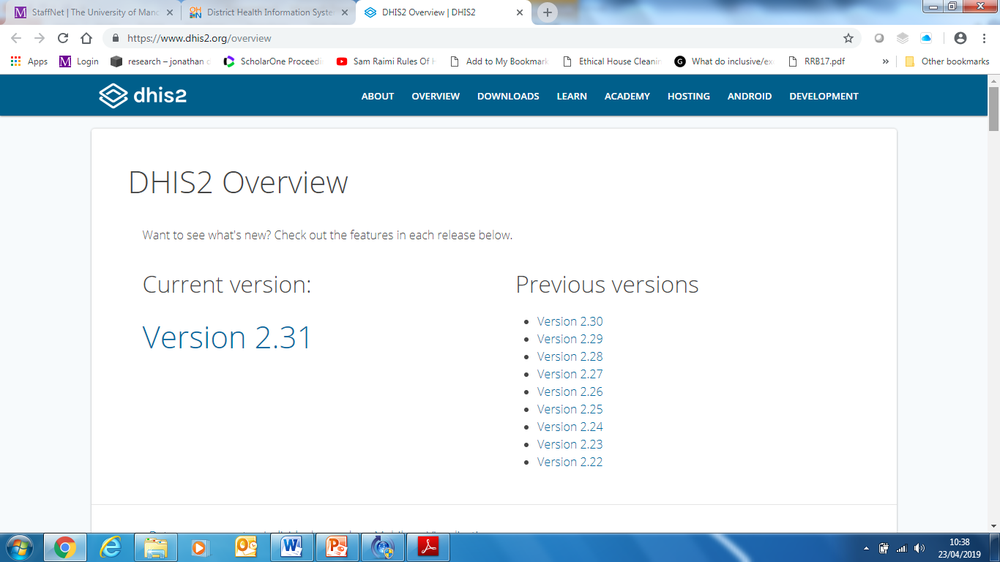 StaffNet | The University of Manc
District Health Information Syste
DHIS2 Overview | DHIS2
https://www.dhis2.org/overview
Apps
Login
research – jonathan c
ScholarOne Proceedi
Sam Raimi Rules Of H
Add to My Bookmark
Ethical House Cleanin
What do inclusive/ex
RRB17.pdf
»
Other bookmarks
dhis2
ABOUT OVERVIEW DOWNLOADS LEARN ACADEMY HOSTING ANDROID DEVELOPMENT
DHIS2 Overview
Want to see what's new? Check out the features in each release below.
Current version:
Version 2.31
Previous versions
Version 2.30
Version 2.29
Version 2.28
Version 2.27
Version 2.26
Version 2.25
Version 2.24
Version 2.23
Version 2.22
10:38
23/04/2019